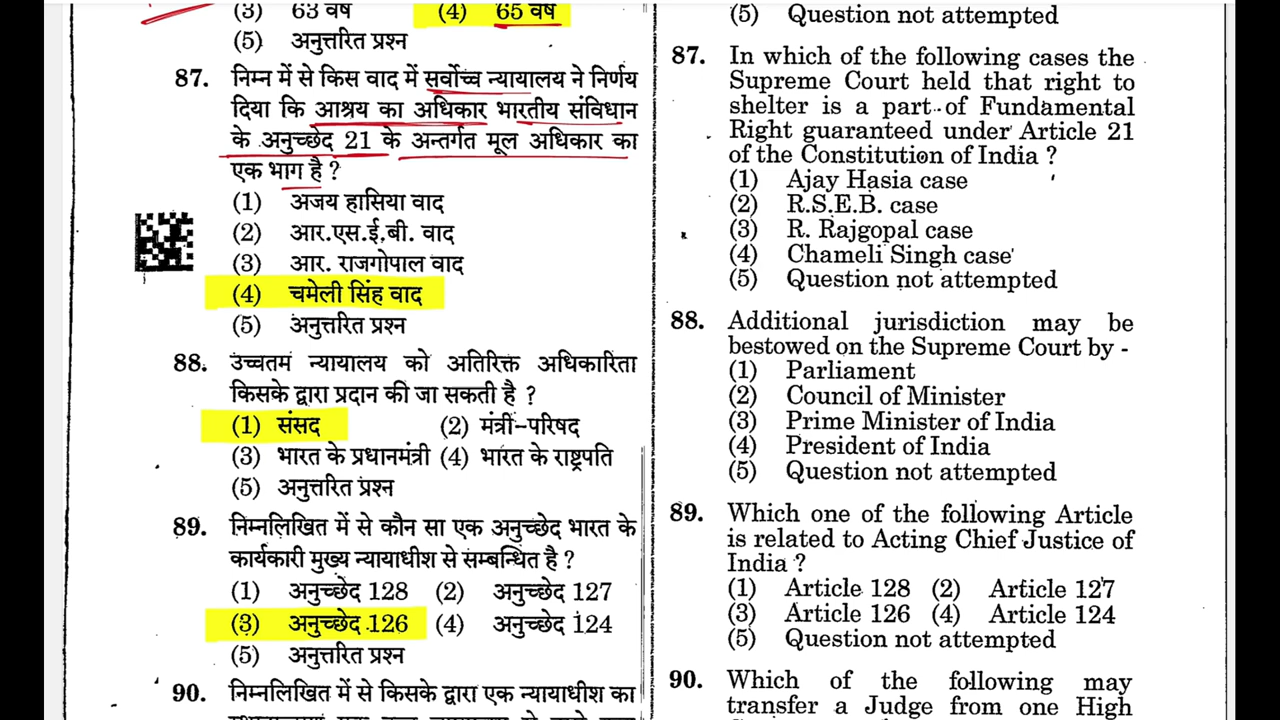 (3) 63 वर्ष (4) 65 वर्ष
(5) अनुत्तरित प्रश्न
87. निम्न में से किस वाद में सर्वोच्च न्यायालय ने निर्णय
दिया कि आश्रय का अधिकार भारतीय संविधान
के अनुच्छेद 21 के अन्तर्गत मूल अधिकार का
एक भाग है ?
(1) अजय हासिया वाद
(2) आर.एस.ई.बी. वाद
(3) आर. राजगोपाल वाद
(4) चमेली सिंह वाद
(5) अनुत्तरित प्रश्न
88. उच्चतम न्यायालय को अतिरिक्त अधिकारिता
किसके द्वारा प्रदान की जा सकती है ?
(1) संसद (2) मंत्री-परिषद
(3) भारत के प्रधानमंत्री (4) भारत के राष्ट्रपति
(5) अनुत्तरित प्रश्न
89. निम्नलिखित में से कौन सा एक अनुच्छेद भारत के
कार्यकारी मुख्य न्यायाधीश से सम्बन्धित है ?
(1) अनुच्छेद 128 (2) अनुच्छेद 127
(3) अनुच्छेद 126 (4) अनुच्छेद 124
(5) अनुत्तरित प्रश्न
90. निम्नलिखित में से किसके द्वारा एक न्यायाधीश का
(5) Question not attempted
87. In which of the following cases the
Supreme Court held that right to
shelter is a part of Fundamental
Right guaranteed under Article 21
of the Constitution of India ?
(1) Ajay Hasia case
(2) R.S.E.B. case
(3) R. Rajgopal case
(4) Chameli Singh case
(5) Question not attempted
88. Additional jurisdiction may be
bestowed on the Supreme Court by -
(1) Parliament
(2) Council of Minister
(3) Prime Minister of India
(4) President of India
(5) Question not attempted
89. Which one of the following Article
is related to Acting Chief Justice of
India ?
(1) Article 128 (2) Article 127
(3) Article 126 (4) Article 124
(5) Question not attempted
90. Which of the following may
transfer a Judge from one High